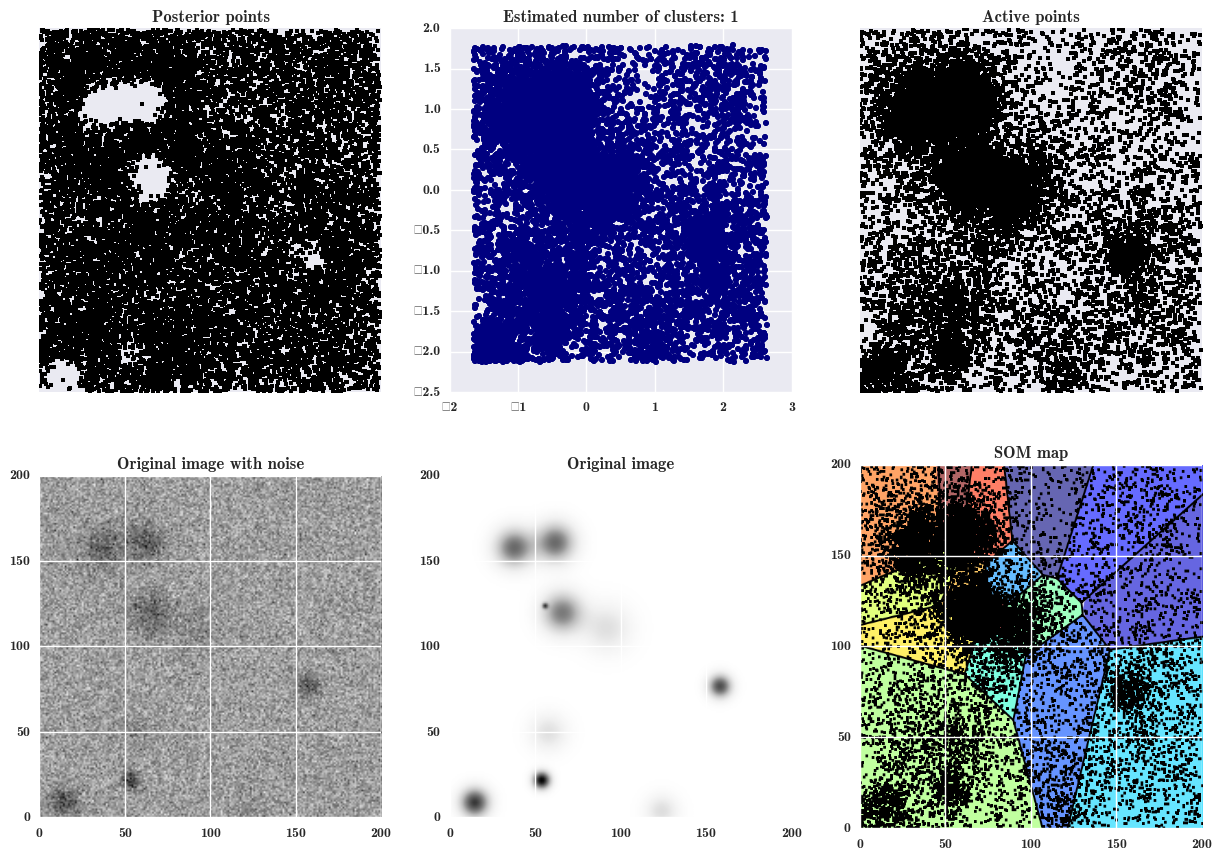 Posterior points
Estimated number of clusters: 1
Active points
2.0
1.5
1.0
0.5
0.0
□0.5
□1.0
□1.5
□2.0
□2.5
□2 □1 0 1 2 3
Original image with noise
Original image
SOM map
200
150
100
50
0
0 50 100 150 200
200
150
100
50
0
0 50 100 150 200
200
150
100
50
0
0 50 100 150 200